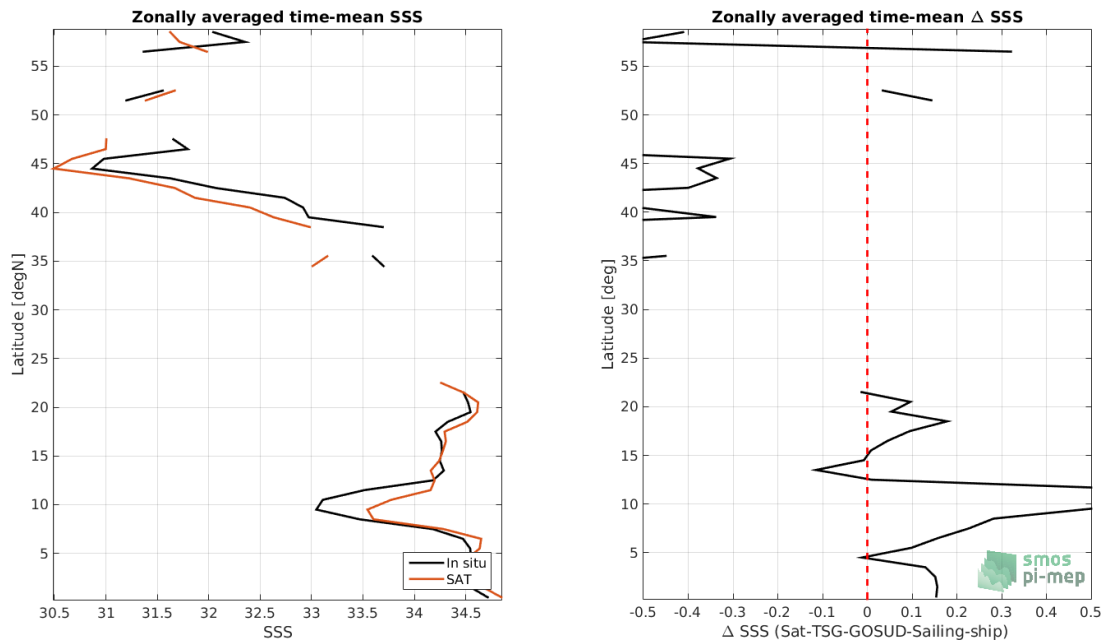 Zonally averaged time-mean SSS
Latitude [degN]
55
50
45
40
35
30
25
20
15
10
5
30.5 31 31.5 32 32.5 33 33.5 34 34.5
SSS
In situ
SAT
Zonally averaged time-mean Δ SSS
Latitude [deg]
55
50
45
40
35
30
25
20
15
10
5
-0.5 -0.4 -0.3 -0.2 -0.1 0 0.1 0.2 0.3 0.4 0.5
Δ SSS (Sat-TSG-GOSUD-Sailing-ship)
smos
pi-mep